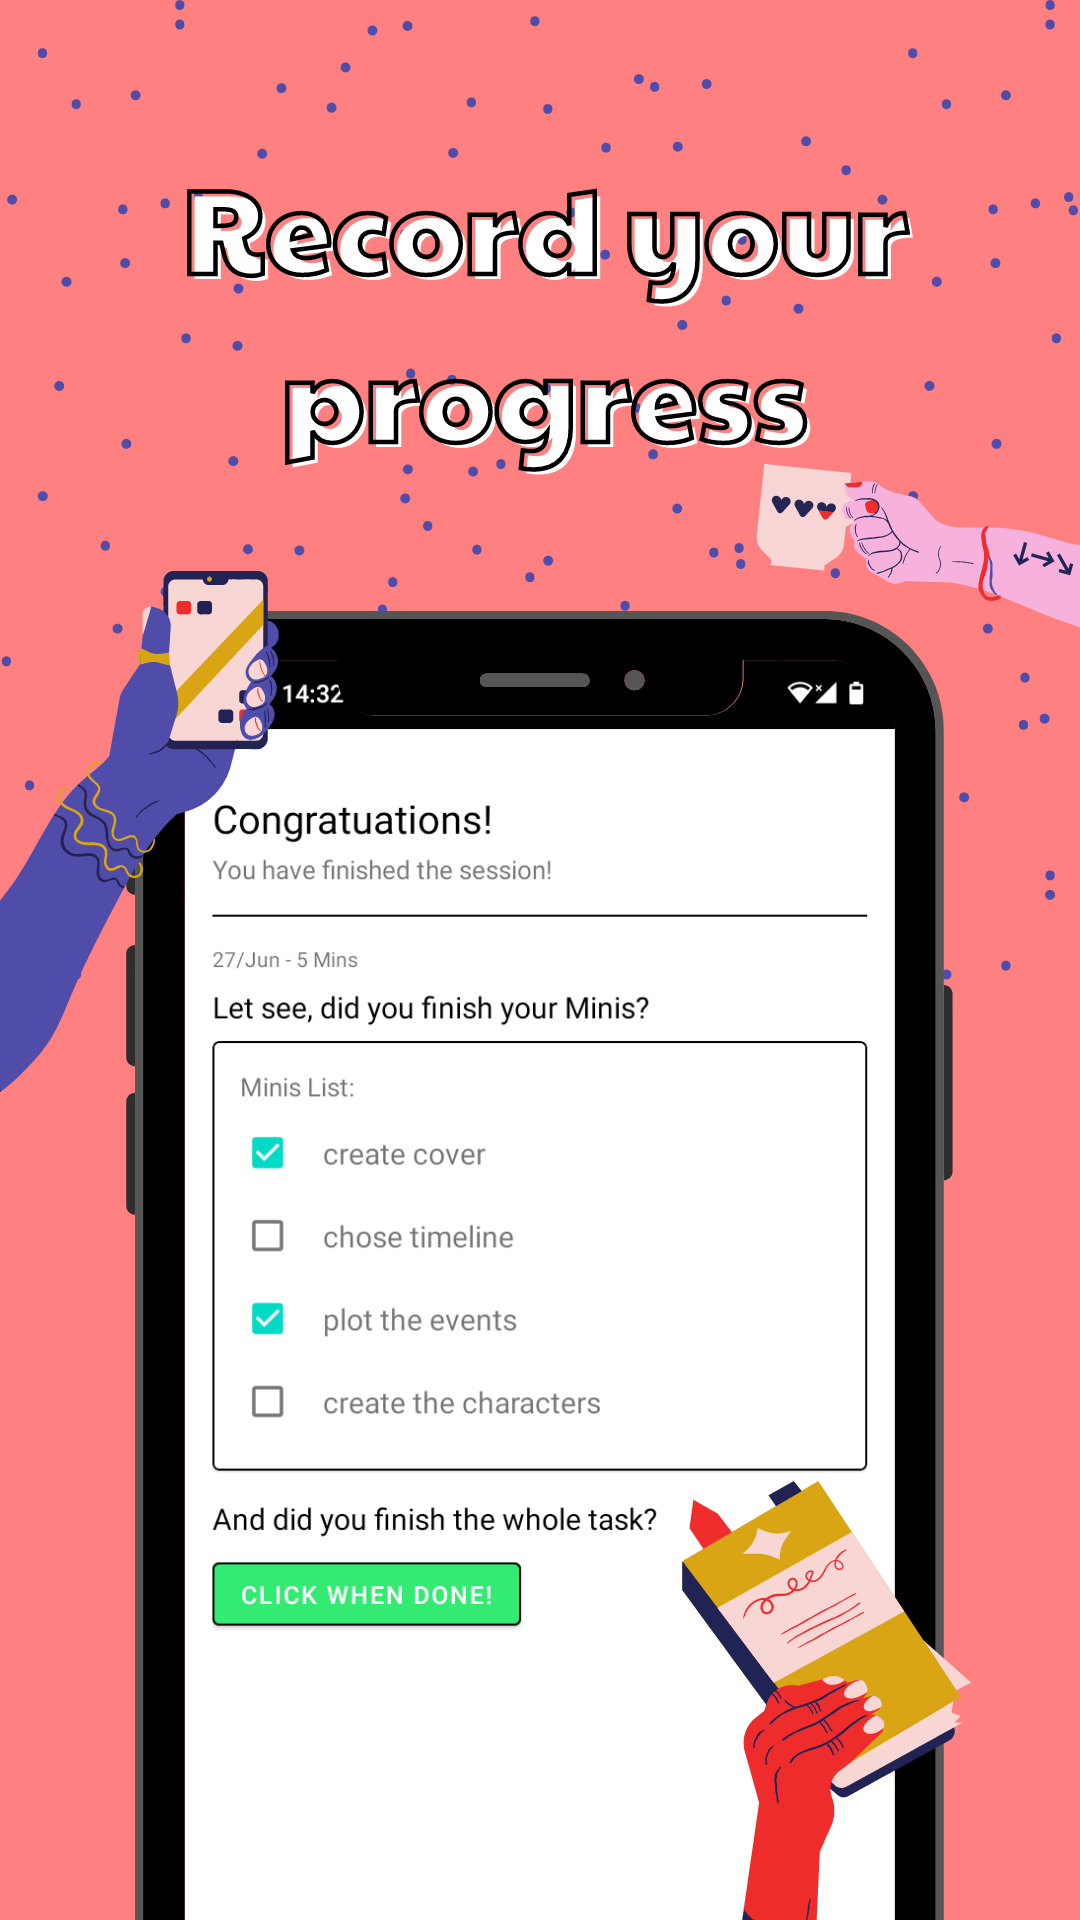 Record your
progress
14:32
Congratuations!
You have finished the session!
27/Jun - 5 Mins
Let see, did you finish your Minis?
Minis List:
create cover
chose timeline
plot the events
create the characters
And did you finish the whole task?
CLICK WHEN DONE!